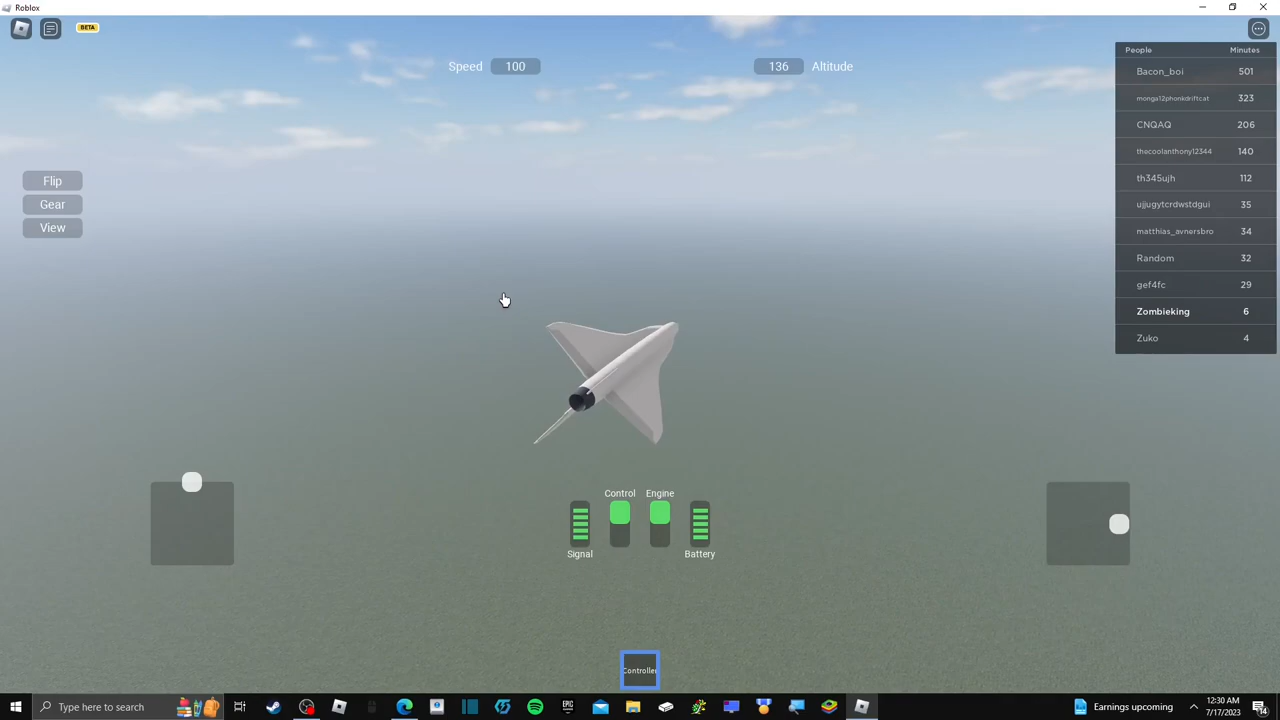 Roblox
BETA
Speed 100
136 Altitude
People Minutes
Bacon_boi 501
monga12phonkdriftcat 323
CNQAQ 206
thecoolanthony12344 140
th345ujh 112
ujjugytcrdwstdgui 35
matthias_avnersbro 34
Random 32
gef4fc 29
Zombieking 6
Zuko 4
Flip
Gear
View
Control Engine
Signal Battery
Controller
Type here to search
EPIC
Earnings upcoming
12:30 AM
7/17/2023
14